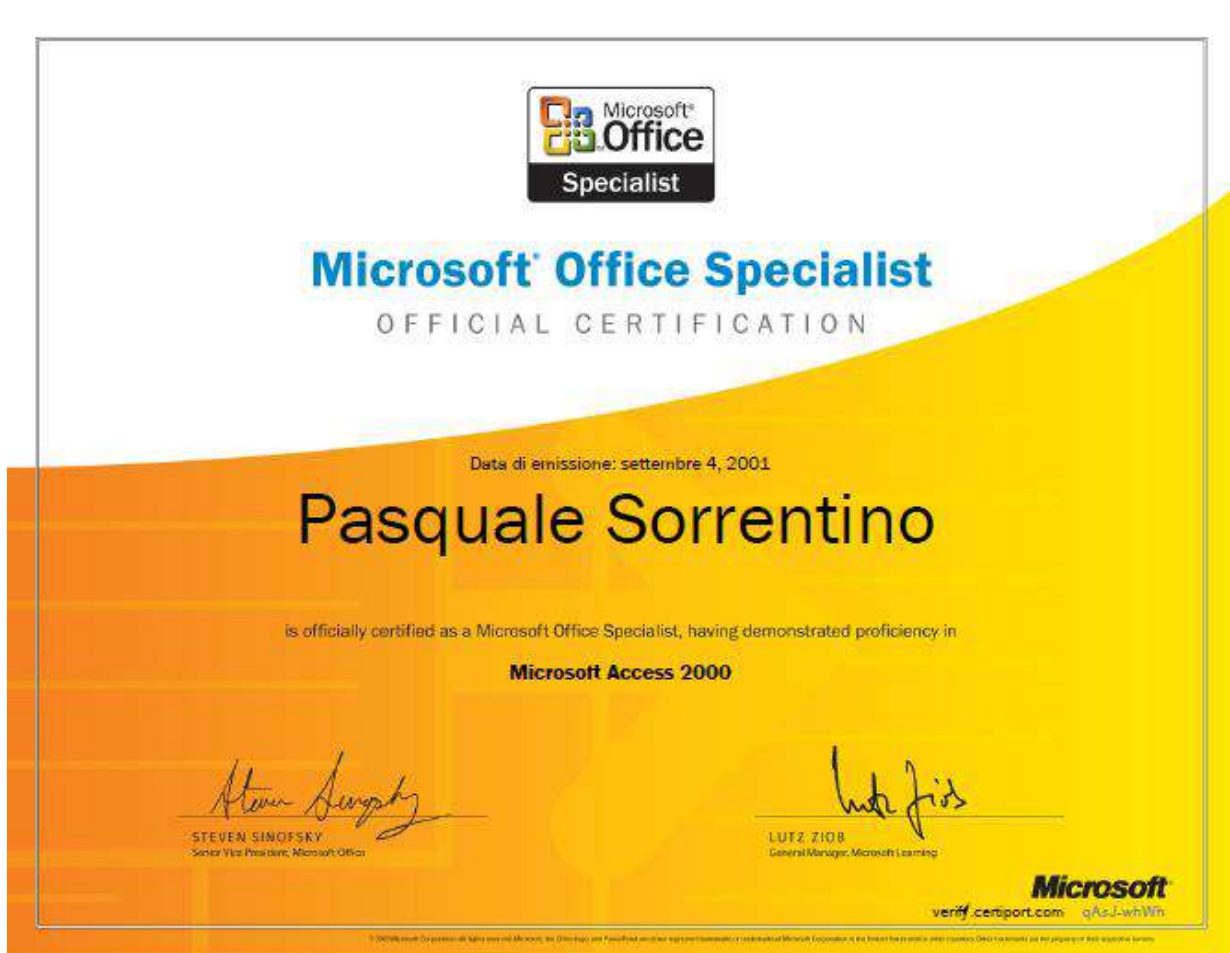 Microsoft®
Office
Specialist
Microsoft® Office Specialist
OFFICIAL CERTIFICATION
Data di emissione: settembre 4, 2001
Pasquale Sorrentino
is officially certified as a Microsoft Office Specialist, having demonstrated proficiency in
Microsoft Access 2000
STEVEN SINOFSKY
Senior Vice President, Microsoft Office
LUTZ ZIOB
General Manager, Microsoft Learning
Microsoft
verify.certiport.com qAsJ-whWh